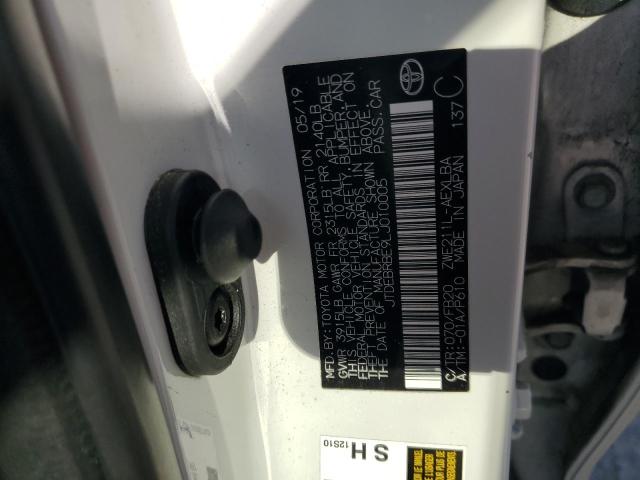 MFD. BY: TOYOTA MOTOR CORPORATION 05/19
GVWR 3915LB GAWR FR 2315LB RR 2140LB
THIS VEHICLE CONFORMS TO ALL APPLICABLE
FEDERAL MOTOR VEHICLE SAFETY, BUMPER, AND
THEFT PREVENTION STANDARDS IN EFFECT ON
THE DATE OF MANUFACTURE SHOWN ABOVE.
JTDEBRBE9LJ010005 PASS. CAR
C/TR: 070/FB20 ZWE211L-AEXLBA
A/TM: -01A/P610 MADE IN JAPAN 137 C
SH
12S10